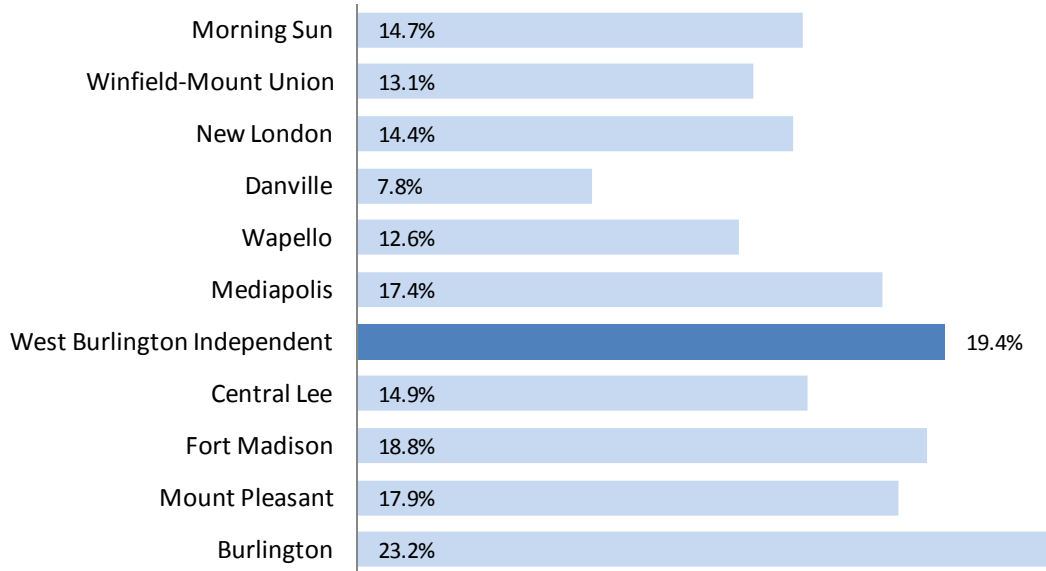 Morning Sun 14.7%
Winfield-Mount Union 13.1%
New London 14.4%
Danville 7.8%
Wapello 12.6%
Mediapolis 17.4%
West Burlington Independent 19.4%
Central Lee 14.9%
Fort Madison 18.8%
Mount Pleasant 17.9%
Burlington 23.2%